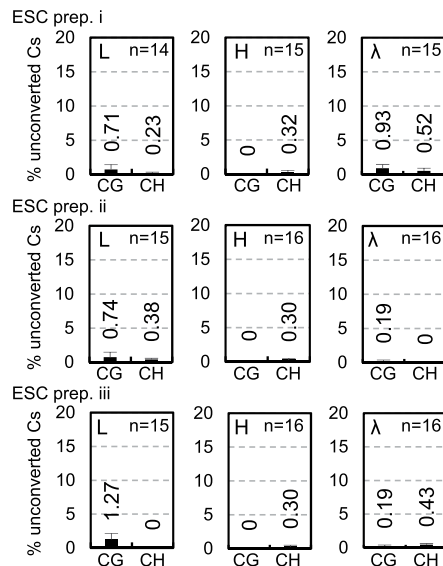 ESC prep. i
% unconverted Cs
20
15
10
5
0
L n=14
0.71
0.23
CG CH
20
15
10
5
0
H n=15
0
0.32
CG CH
20
15
10
5
0
λ n=15
0.93
0.52
CG CH
ESC prep. ii
% unconverted Cs
20
15
10
5
0
L n=15
0.74
0.38
CG CH
20
15
10
5
0
H n=16
0
0.30
CG CH
20
15
10
5
0
λ n=16
0.19
0
CG CH
ESC prep. iii
% unconverted Cs
20
15
10
5
0
L n=15
1.27
0
CG CH
20
15
10
5
0
H n=16
0
0.30
CG CH
20
15
10
5
0
λ n=16
0.19
0.43
CG CH